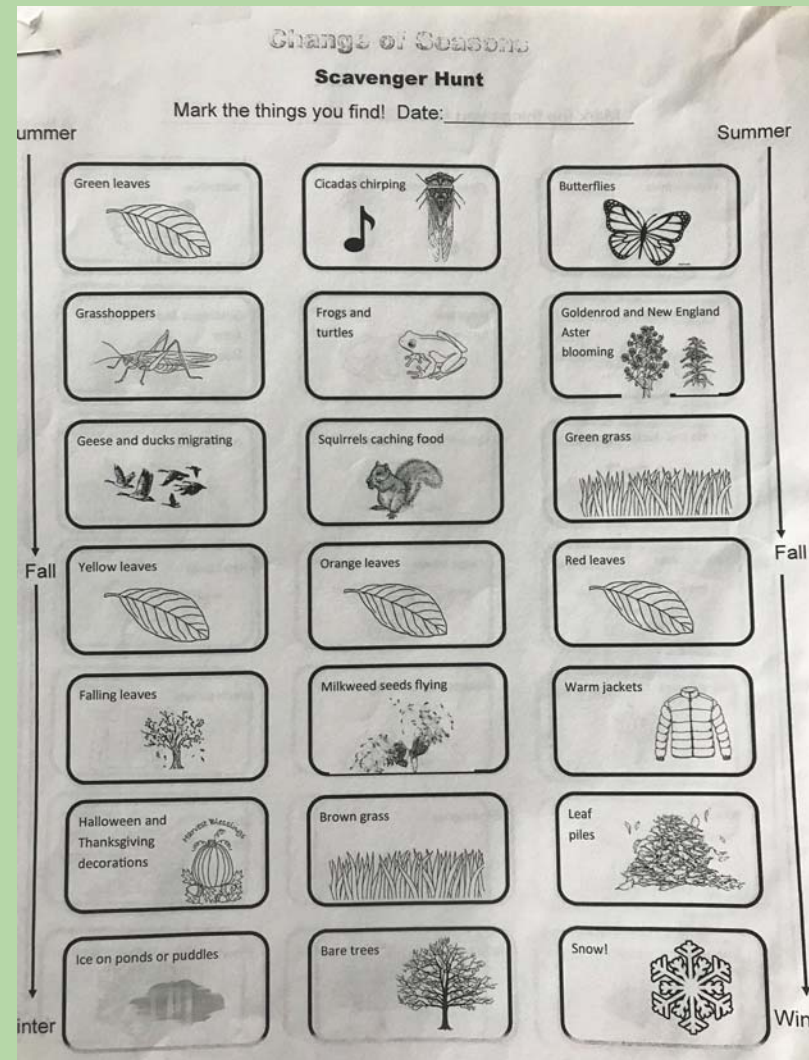 Change of Seasons
Scavenger Hunt
Mark the things you find! Date:
ummer
Summer
Green leaves
Cicadas chirping
Butterflies
Grasshoppers
Frogs and
turtles
Goldenrod and New England
Aster
blooming
Geese and ducks migrating
Squirrels caching food
Green grass
Fall
Fall
Yellow leaves
Orange leaves
Red leaves
Falling leaves
Milkweed seeds flying
Warm jackets
Halloween and
Thanksgiving
decorations
Harvest Blessings
Brown grass
Leaf
piles
Ice on ponds or puddles
Bare trees
Snow!
inter
Win